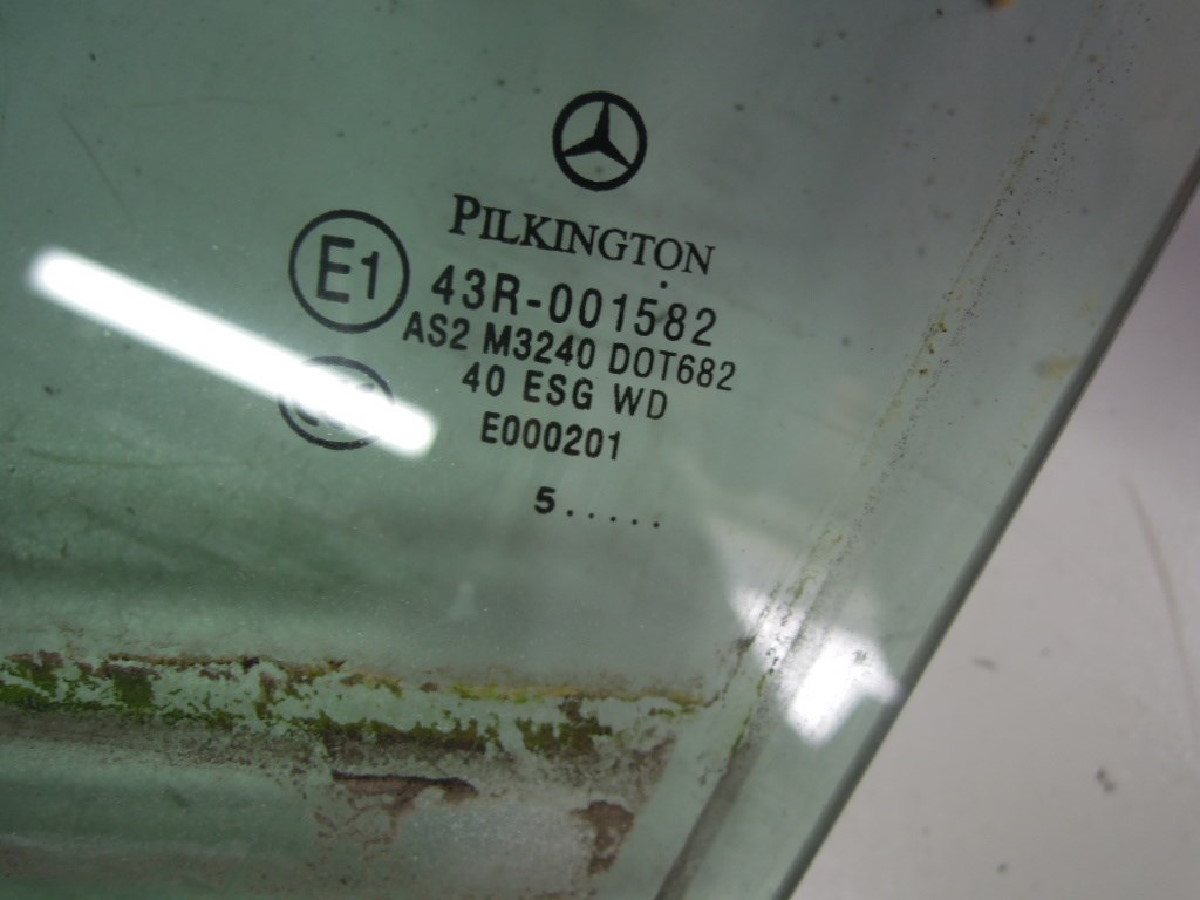 PILKINGTON
E1 43R-001582
AS2 M3240 DOT682
40 ESG WD
E000201
5.....